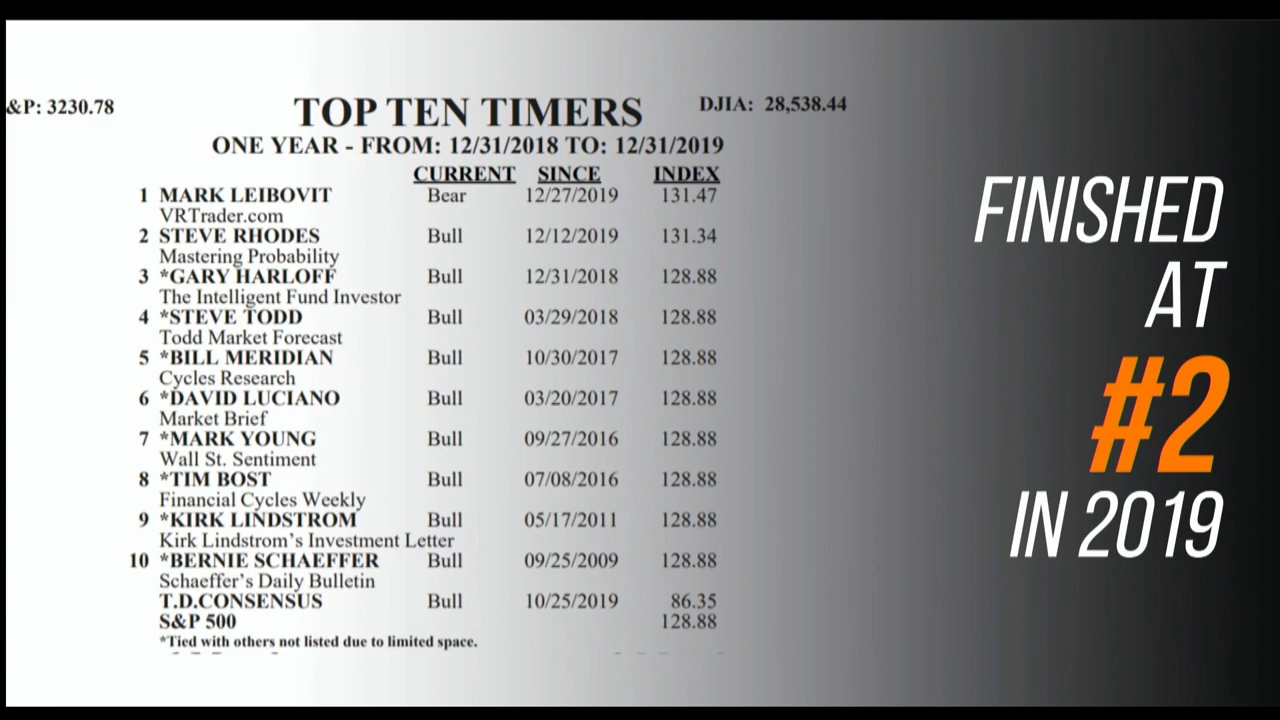 &P: 3230.78
TOP TEN TIMERS
DJIA: 28,538.44
ONE YEAR - FROM: 12/31/2018 TO: 12/31/2019
CURRENT SINCE INDEX
1 MARK LEIBOVIT Bear 12/27/2019 131.47
VRTrader.com
2 STEVE RHODES Bull 12/12/2019 131.34
Mastering Probability
3 *GARY HARLOFF Bull 12/31/2018 128.88
The Intelligent Fund Investor
4 *STEVE TODD Bull 03/29/2018 128.88
Todd Market Forecast
5 *BILL MERIDIAN Bull 10/30/2017 128.88
Cycles Research
6 *DAVID LUCIANO Bull 03/20/2017 128.88
Market Brief
7 *MARK YOUNG Bull 09/27/2016 128.88
Wall St. Sentiment
8 *TIM BOST Bull 07/08/2016 128.88
Financial Cycles Weekly
9 *KIRK LINDSTROM Bull 05/17/2011 128.88
Kirk Lindstrom's Investment Letter
10 *BERNIE SCHAEFFER Bull 09/25/2009 128.88
Schaeffer's Daily Bulletin
T.D.CONSENSUS Bull 10/25/2019 86.35
S&P 500 128.88
*Tied with others not listed due to limited space.
FINISHED
AT
#2
IN 2019